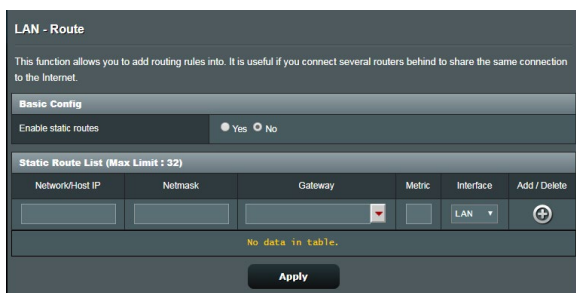 LAN - Route
This function allows you to add routing rules into. It is useful if you connect several routers behind to share the same connection
to the Internet.
Basic Config
Enable static routes Yes No
Static Route List (Max Limit : 32)
Network/Host IP Netmask Gateway Metric Interface Add / Delete
LAN
No data in table.
Apply